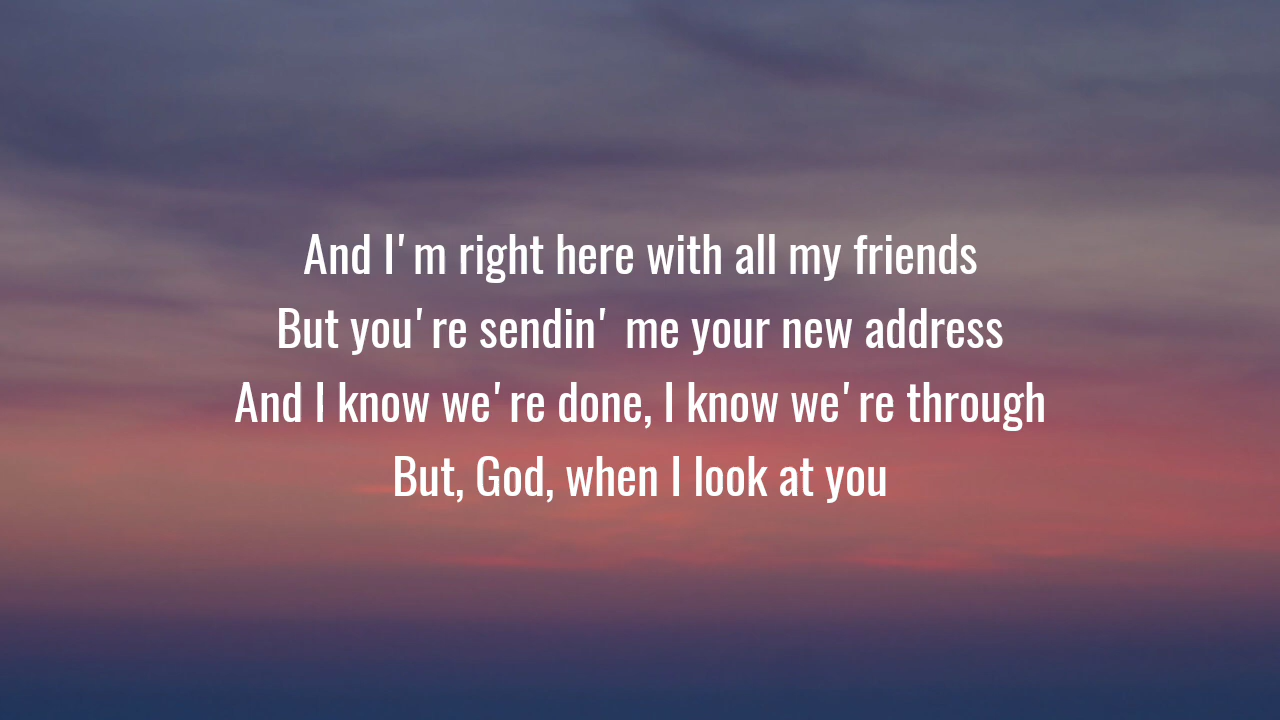 And I'm right here with all my friends
But you're sendin' me your new address
And I know we're done, I know we're through
But, God, when I look at you